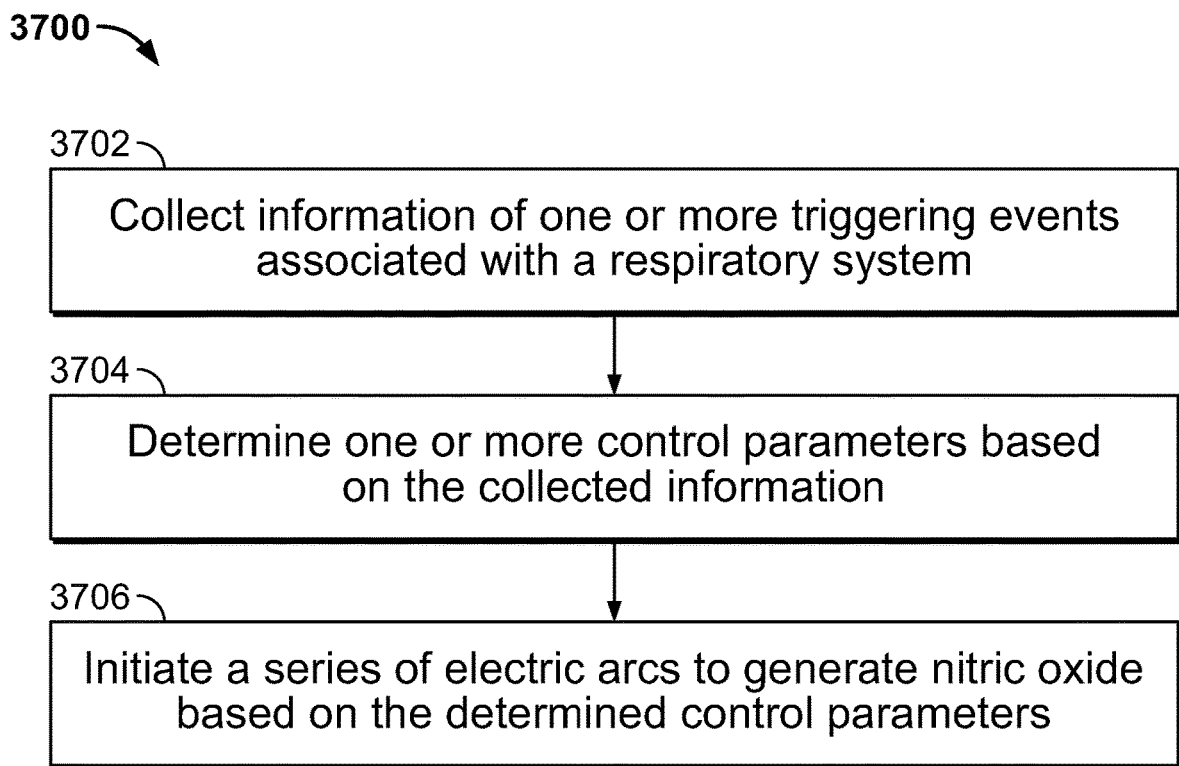 3700
3702
Collect information of one or more triggering events
associated with a respiratory system
3704
Determine one or more control parameters based
on the collected information
3706
Initiate a series of electric arcs to generate nitric oxide
based on the determined control parameters